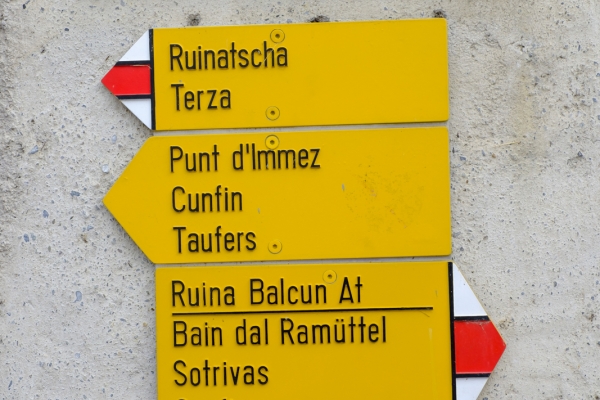 Ruinatscha
Terza
Punt d'Immez
Cunfin
Taufers
Ruina Balcun At
Bain dal Ramüttel
Sotrivas